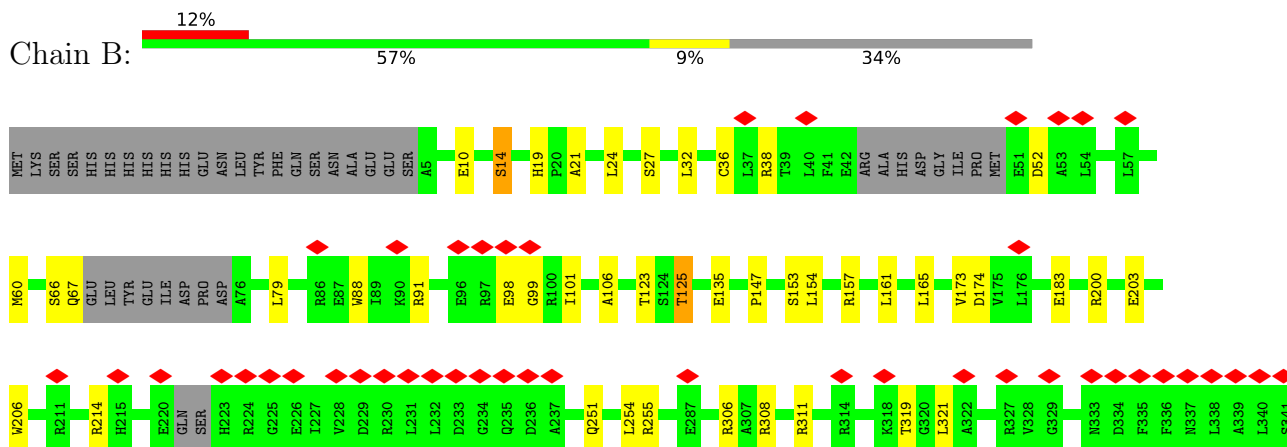 12%
Chain B:
57% 9% 34%
MET LYS SER SER HIS HIS HIS HIS HIS HIS GLU ASN LEU TYR PHE GLN SER ASN ALA GLU GLU SER A5 E10 S14 H19 P20 A21 L24 S27 L32 C36 L37 R38 T39 L40 F41 E42 ARG ALA HIS ASP GLY ILE PRO MET E51 D52 A53 L54 L57
M60 S66 Q67 GLU LEU TYR GLU ILE ASP PRO ASP A76 L79 R86 E87 W88 I89 K90 R91 E96 R97 E98 G99 R100 I101 A106 T123 S124 T125 E135 P147 S153 L154 R157 L161 L165 V173 D174 V175 L176 E183 R200 E203
W206 R211 R214 H215 E220 GLN SER H223 R224 G225 E226 I227 V228 D229 R230 L231 L232 D233 G234 Q235 D236 A237 Q251 L254 R255 E287 R306 A307 R308 R311 R314 K318 T319 G320 L321 A322 R327 V328 G329 N333 D334 F335 F336 N337 L338 A339 L340